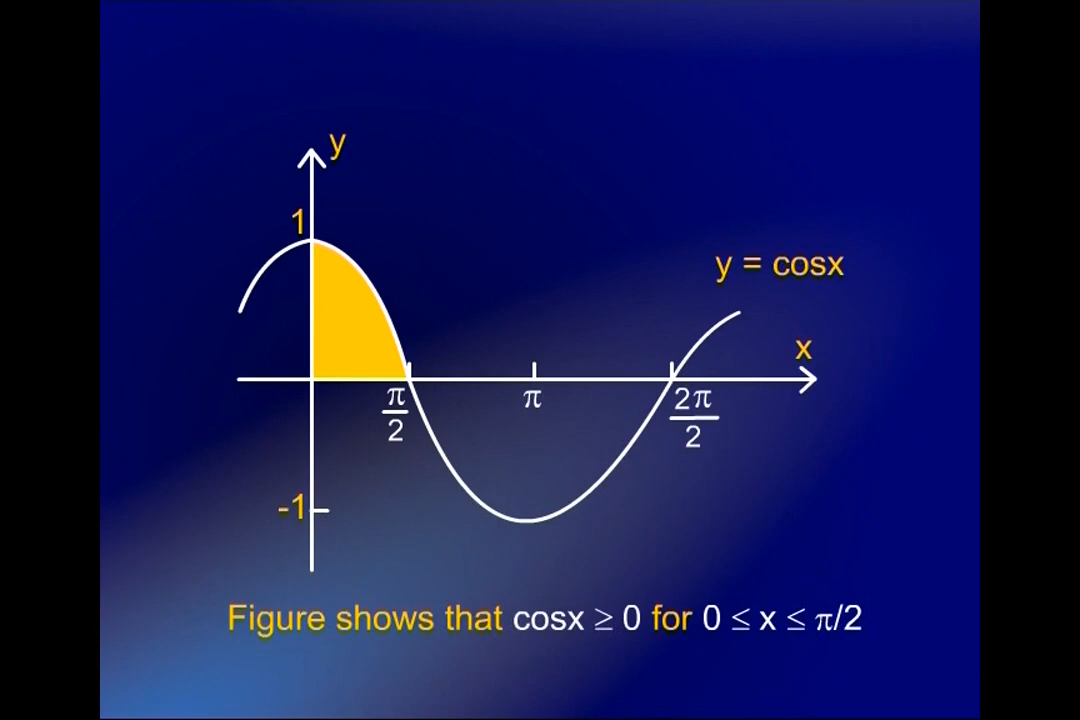 y
1
y = cosx
x
π/2
π
2π/2
-1
Figure shows that cosx ≥ 0 for 0 ≤ x ≤ π/2